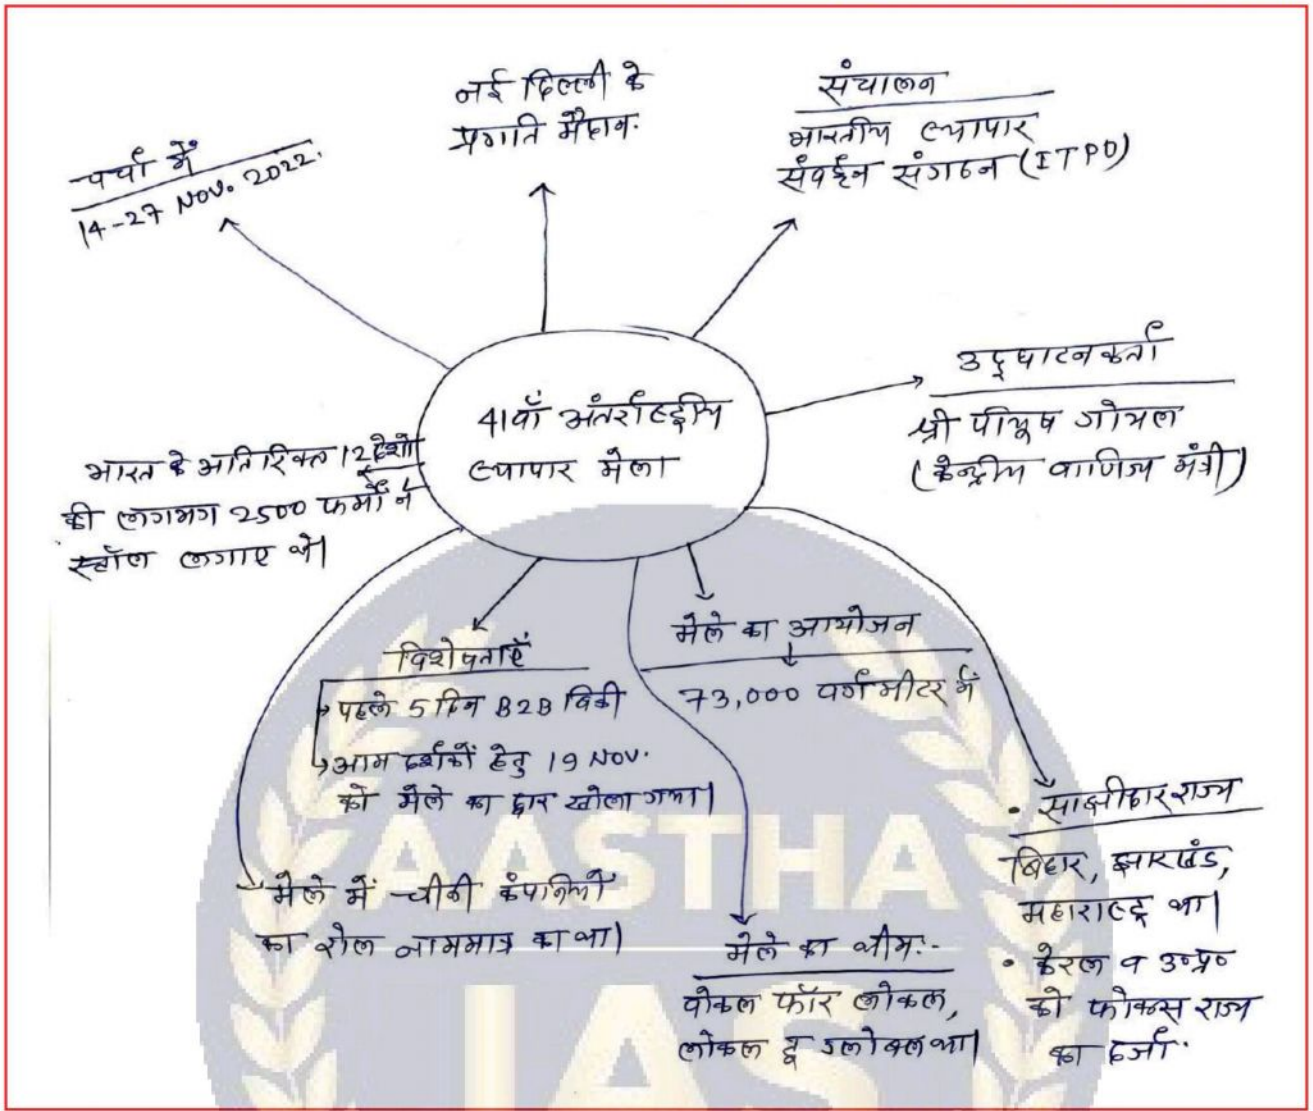 चर्चा में
14-27 Nov. 2022.
नई दिल्ली के
प्रगति मैदान.
संचालन
भारतीय व्यापार
संवर्द्धन संगठन (ITPO)
उद्घाटनकर्ता
श्री पीयूष गोयल
(केन्द्रीय वाणिज्य मंत्री)
41वाँ अंतर्राष्ट्रीय
व्यापार मेला
भारत के अतिरिक्त 12 देशों
की लगभग 2500 फर्मों ने
स्टॉल लगाए थे।
विशेषताएँ
पहले 5 दिन B2B बिक्री
आम दर्शकों हेतु 19 Nov.
को मेले का द्वार खोला गया।
मेले का आयोजन
73,000 वर्ग मीटर में
मेले में चीनी कंपनियों
का रोल नाममात्र का था।
मेले का थीम:-
वोकल फॉर लोकल,
लोकल टू ग्लोबल था।
• साझीदार राज्य
बिहार, झारखंड,
महाराष्ट्र था।
• केरल व उ०प्र०
को फोकस राज्य
का दर्जा.
AASTHA
IAS